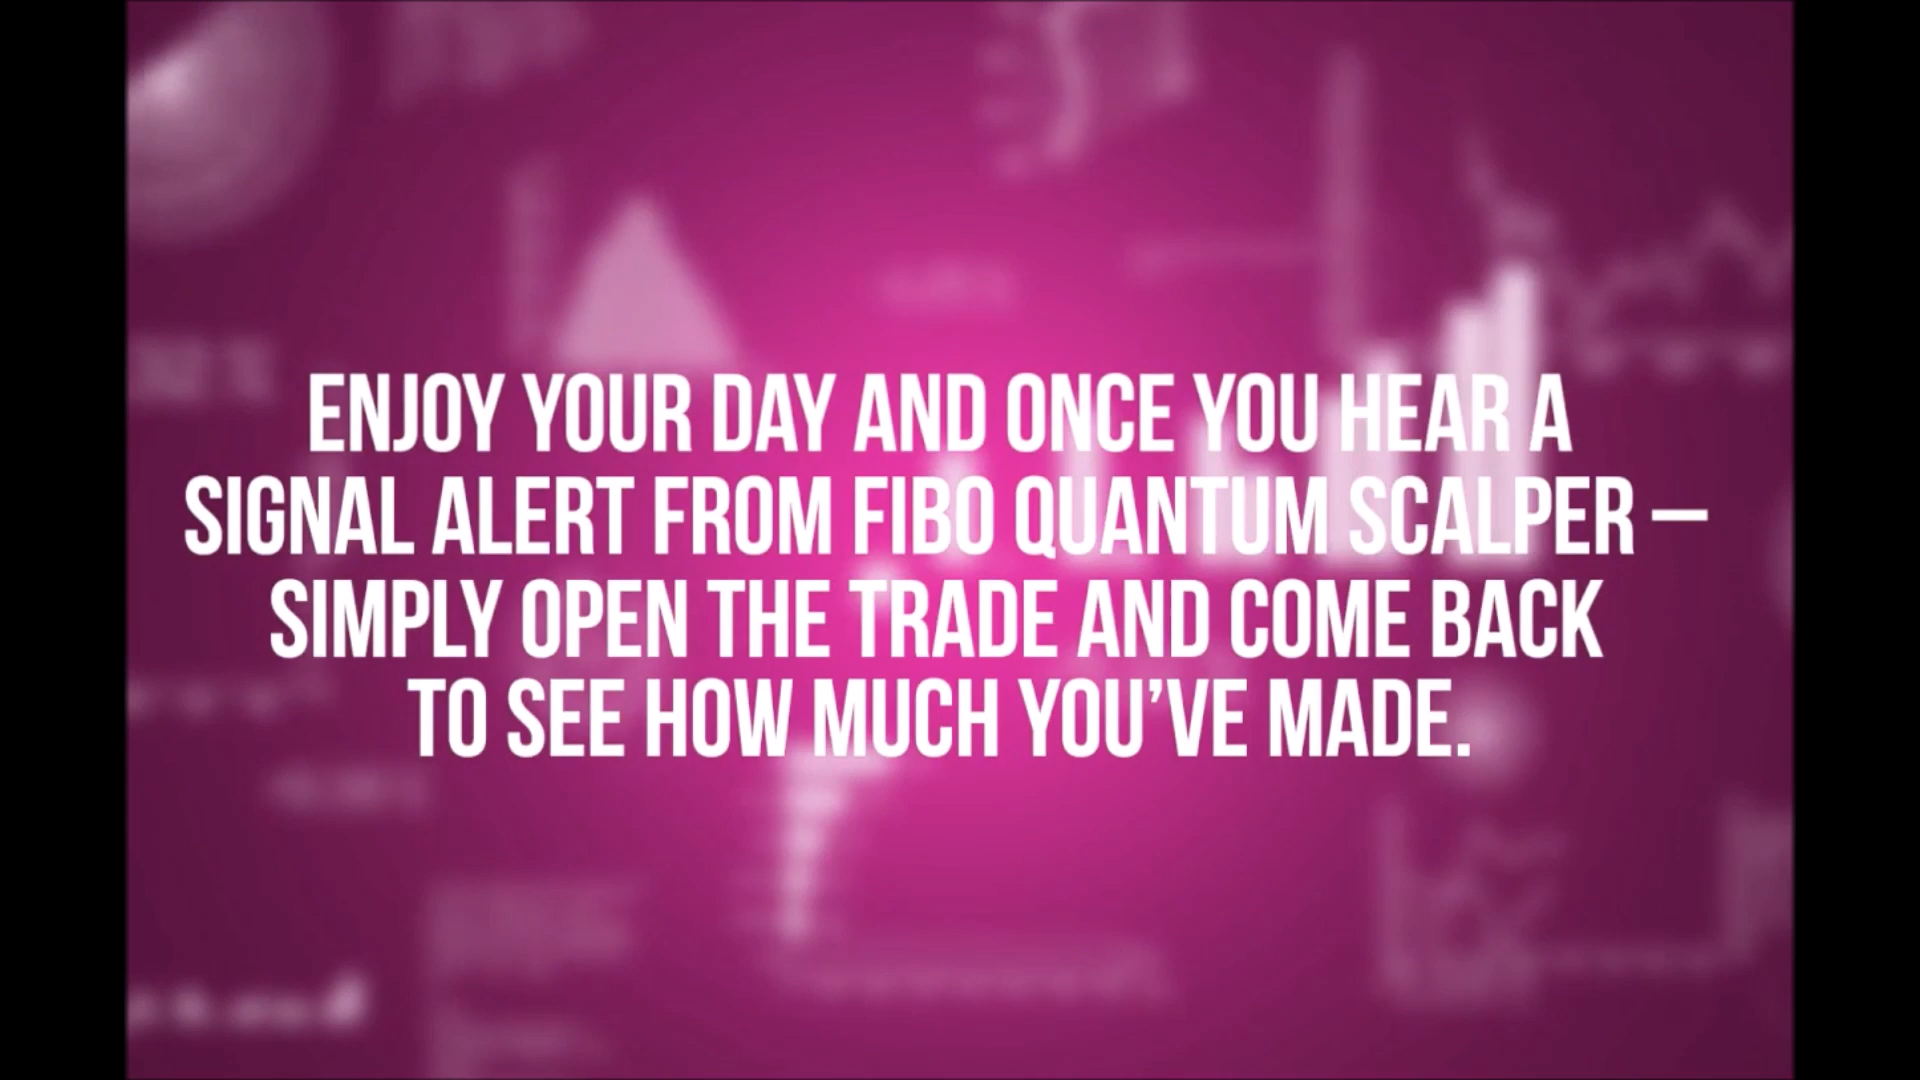 ENJOY YOUR DAY AND ONCE YOU HEAR A
SIGNAL ALERT FROM FIBO QUANTUM SCALPER –
SIMPLY OPEN THE TRADE AND COME BACK
TO SEE HOW MUCH YOU’VE MADE.